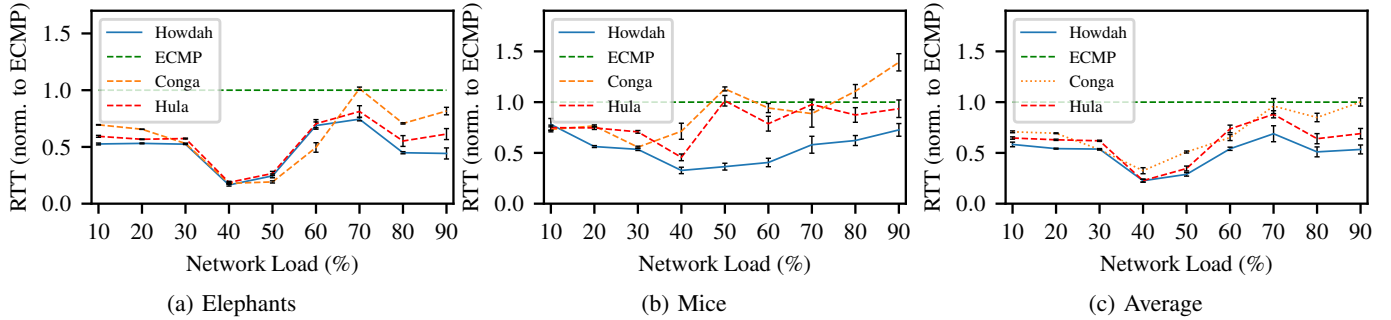 RTT (norm. to ECMP)
1.5
1.0
0.5
0.0
Howdah
ECMP
Conga
Hula
10 20 30 40 50 60 70 80 90
Network Load (%)
(a) Elephants
RTT (norm. to ECMP)
1.5
1.0
0.5
0.0
Howdah
ECMP
Conga
Hula
10 20 30 40 50 60 70 80 90
Network Load (%)
(b) Mice
RTT (norm. to ECMP)
1.5
1.0
0.5
0.0
Howdah
ECMP
Conga
Hula
10 20 30 40 50 60 70 80 90
Network Load (%)
(c) Average